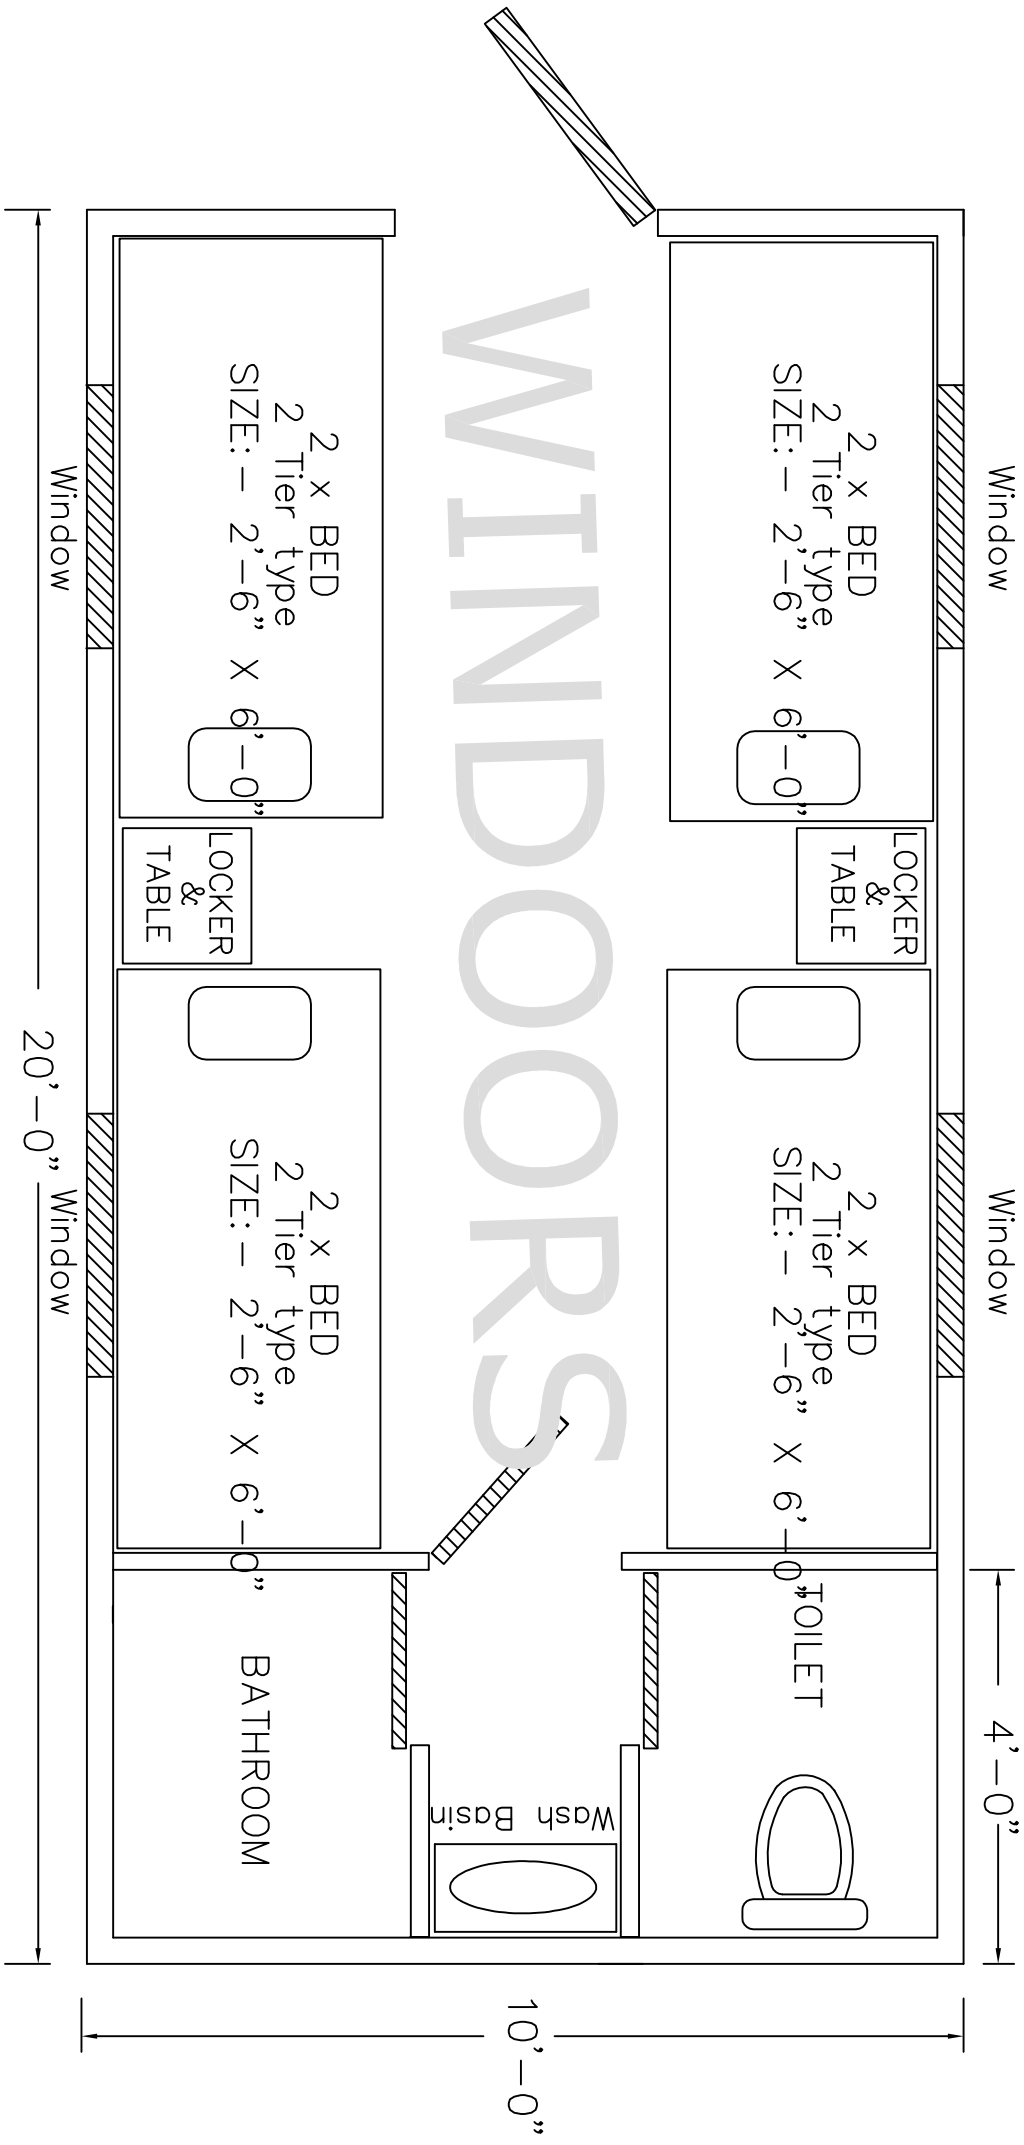 Window
Window
4'-0"
2 x BED
2 Tier type
SIZE:- 2'-6" X 6'-0"
LOCKER
&
TABLE
2 x BED
2 Tier type
SIZE:- 2'-6" X 6'-0"
TOILET
WINDOORS
Wash Basin
2 x BED
2 Tier type
SIZE:- 2'-6" X 6'-0"
LOCKER
&
TABLE
2 x BED
2 Tier type
SIZE:- 2'-6" X 6'-0"
BATHROOM
Window
Window
20'-0"
10'-0"